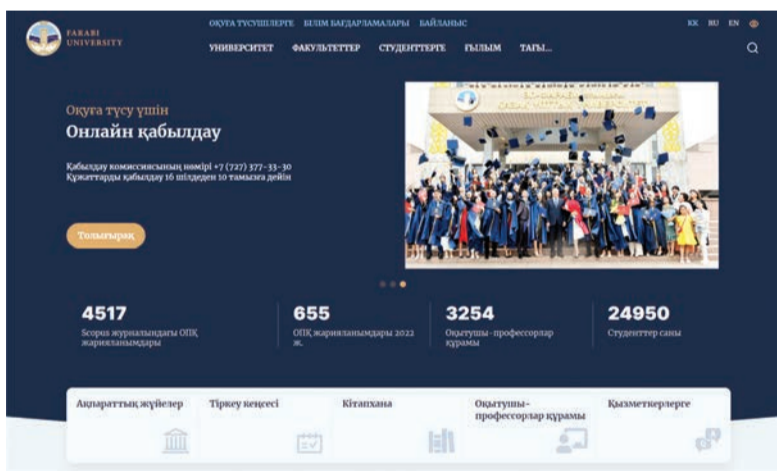 FARABI
UNIVERSITY
ОҚУҒА ТҮСУШІЛЕРГЕ БІЛІМ БАҒДАРЛАМАЛАРЫ БАЙЛАНЫС
KK RU EN
УНИВЕРСИТЕТ ФАКУЛЬТЕТТЕР СТУДЕНТТЕРГЕ ҒЫЛЫМ ТАҒЫ...
Оқуға түсу үшін
Онлайн қабылдау
Қабылдау комиссиясының нөмірі +7 (727) 377-33-30
Құжаттарды қабылдау 16 шілдеден 10 тамызға дейін
Толығырақ
4517
Scopus журналындағы ОПҚ
жарияланымдары
655
ОПҚ жарияланымдары 2022
ж.
3254
Оқытушы-профессорлар
құрамы
24950
Студенттер саны
Ақпараттық жүйелер
Тіркеу кеңсесі
Кітапхана
Оқытушы-
профессорлар құрамы
Қызметкерлерге